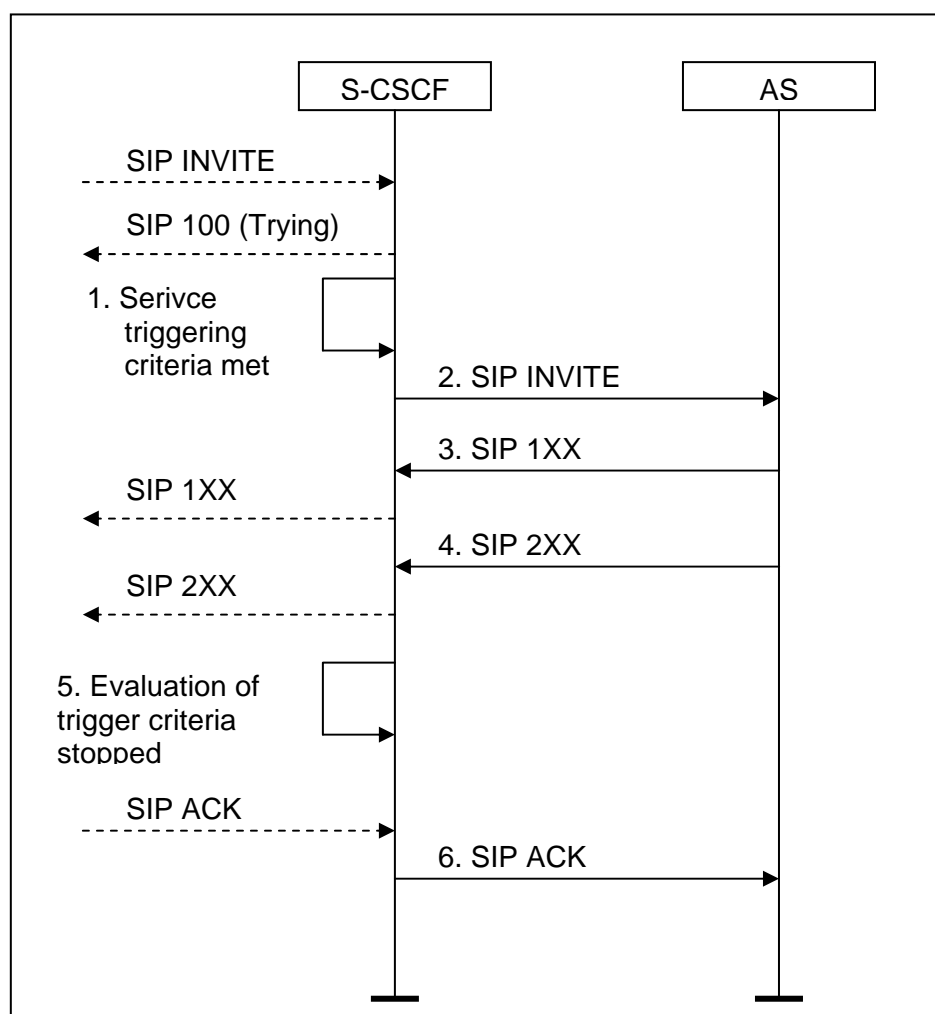 S-CSCF
AS
SIP INVITE
SIP 100 (Trying)
1. Serivce
triggering
criteria met
2. SIP INVITE
3. SIP 1XX
SIP 1XX
4. SIP 2XX
SIP 2XX
5. Evaluation of
trigger criteria
stopped
SIP ACK
6. SIP ACK